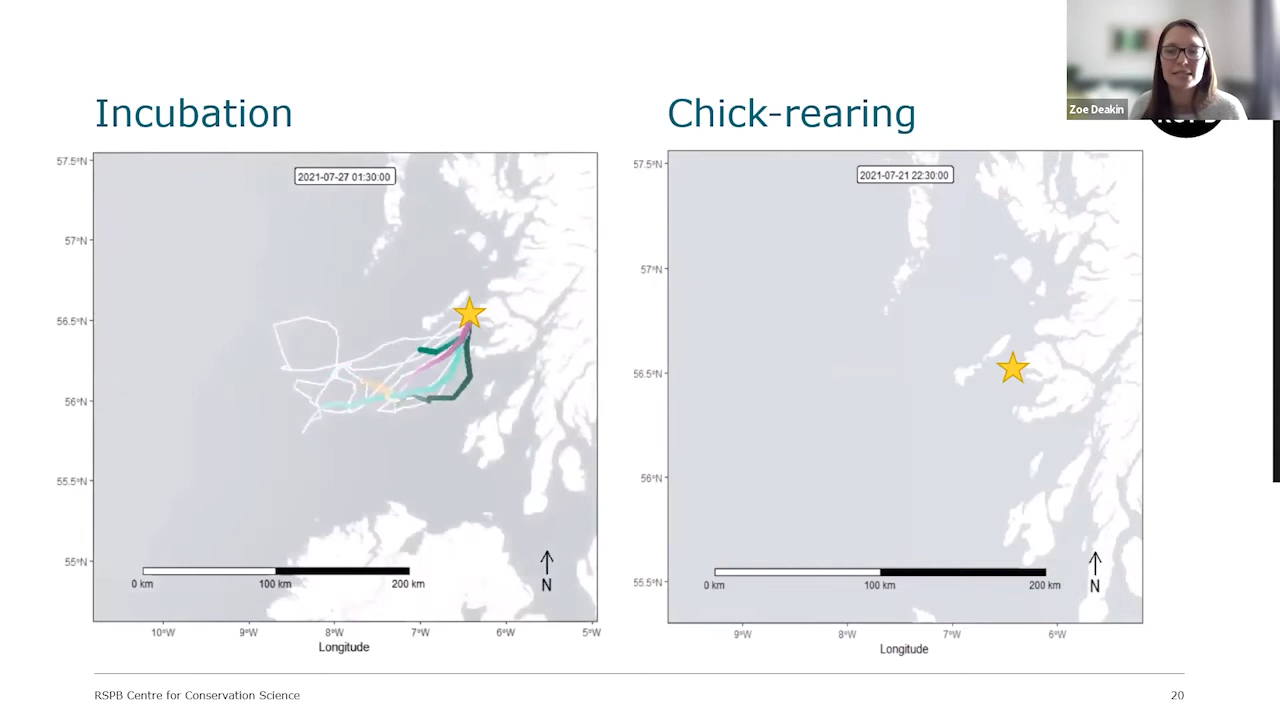 Zoe Deakin
Incubation
Chick-rearing
57.5°N
57°N
56.5°N
56°N
55.5°N
55°N
2021-07-27 01:30:00
0 km
100 km
200 km
N
10°W
9°W
8°W
7°W
6°W
5°W
Longitude
57.5°N
57°N
56.5°N
56°N
55.5°N
2021-07-21 22:30:00
0 km
100 km
200 km
N
9°W
8°W
7°W
6°W
Longitude
RSPB Centre for Conservation Science
20